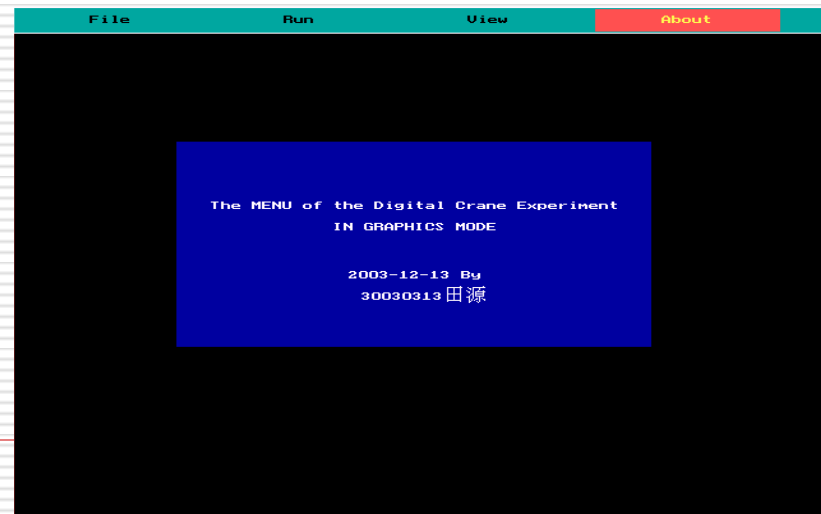 File Run View About
The MENU of the Digital Crane Experiment
IN GRAPHICS MODE
2003-12-13 By
30030313田源